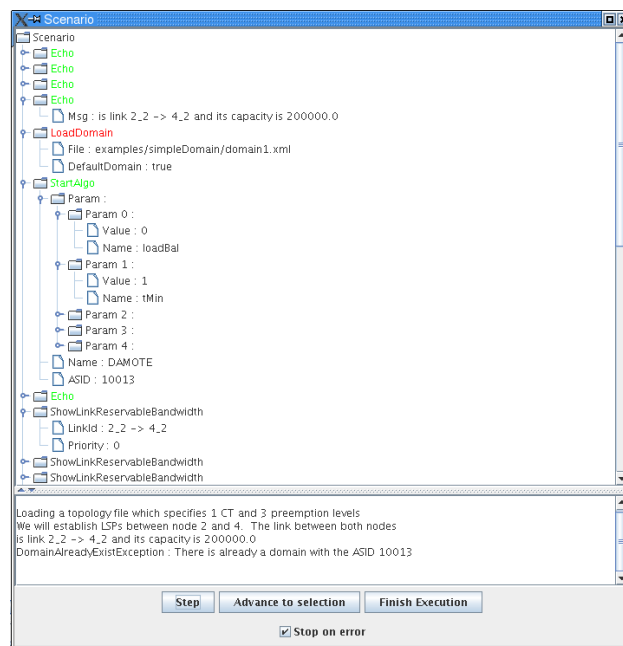 Scenario
Scenario
Echo
Echo
Echo
Echo
Msg : is link 2_2 -> 4_2 and its capacity is 200000.0
LoadDomain
File : examples/simpleDomain/domain1.xml
DefaultDomain : true
StartAlgo
Param :
Param 0 :
Value : 0
Name : loadBal
Param 1 :
Value : 1
Name : tMin
Param 2 :
Param 3 :
Param 4 :
Name : DAMOTE
ASID : 10013
Echo
ShowLinkReservableBandwidth
LinkId : 2_2 -> 4_2
Priority : 0
ShowLinkReservableBandwidth
ShowLinkReservableBandwidth
Loading a topology file which specifies 1 CT and 3 preemption levels
We will establish LSPs between node 2 and 4. The link between both nodes
is link 2_2 -> 4_2 and its capacity is 200000.0
DomainAlreadyExistException : There is already a domain with the ASID 10013
Step Advance to selection Finish Execution
Stop on error